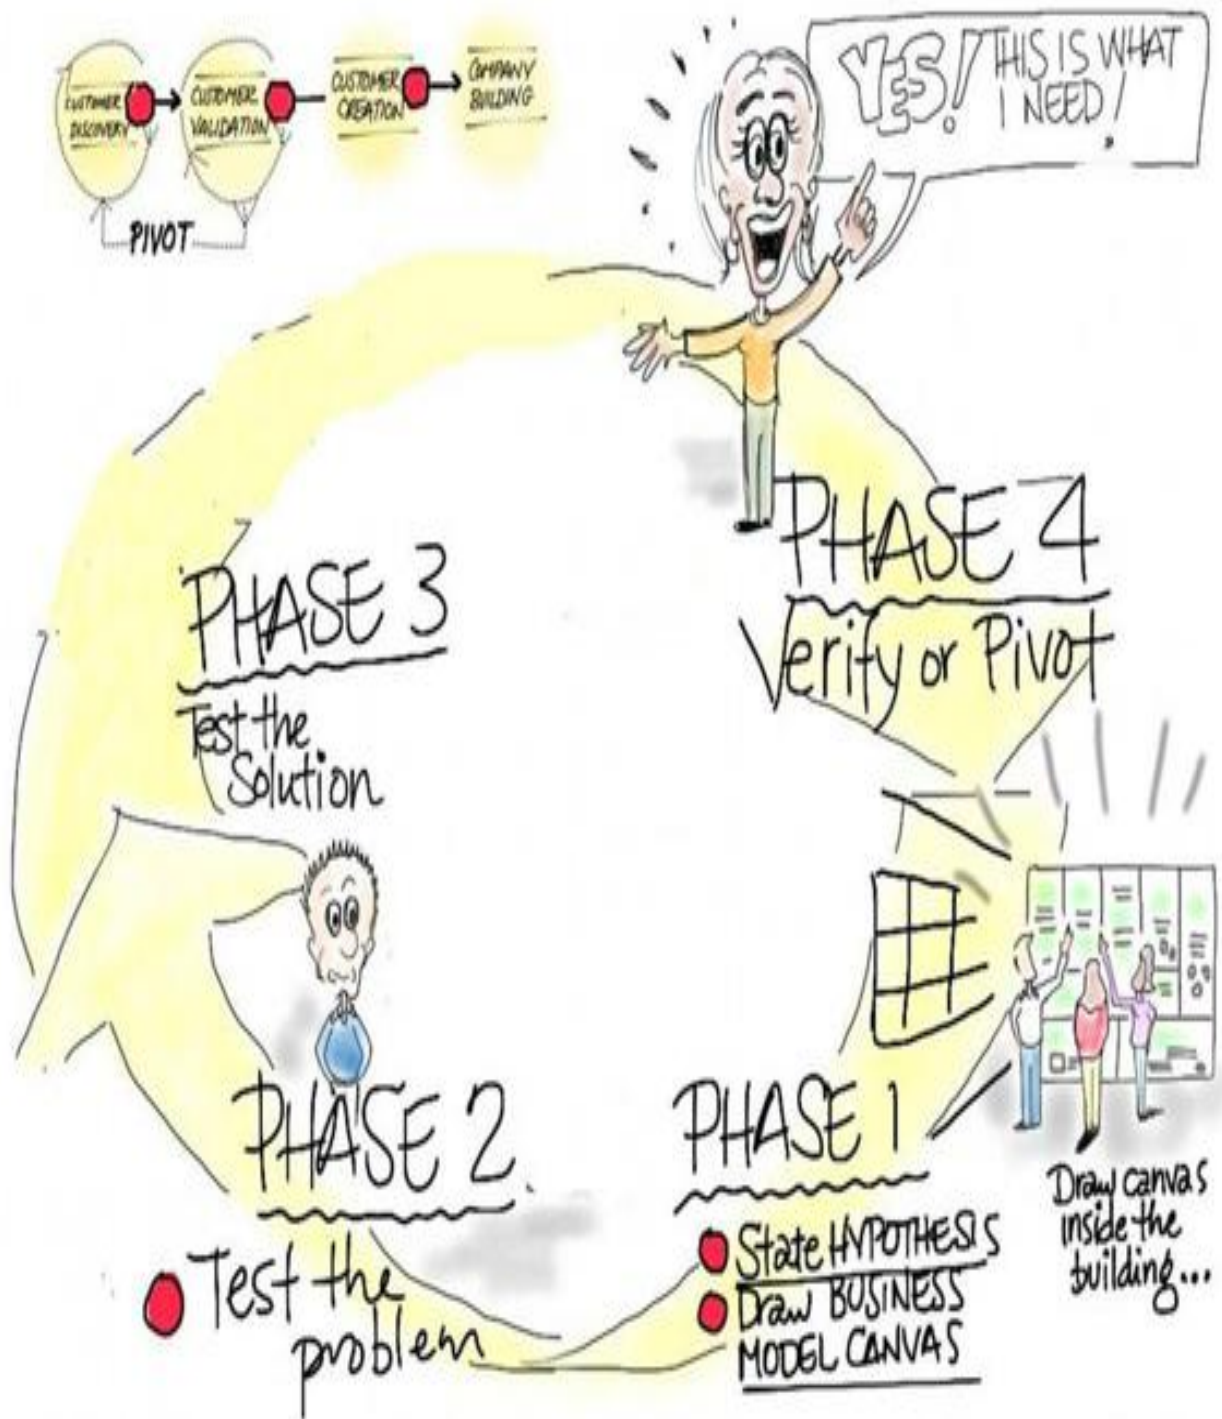 CUSTOMER
DISCOVERY
CUSTOMER
VALIDATION
CUSTOMER
CREATION
COMPANY
BUILDING
PIVOT
YES! THIS IS WHAT
I NEED!
PHASE 4
Verify or Pivot
PHASE 3
Test the
Solution
PHASE 2
Test the
problem
PHASE 1
State HYPOTHESIS
Draw BUSINESS
MODEL CANVAS
Draw canvas
inside the
building...